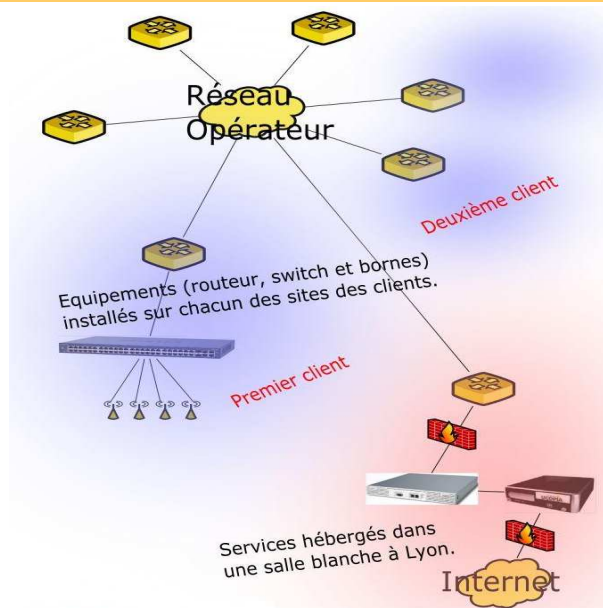 Réseau
Opérateur
Deuxième client
Equipements (routeur, switch et bornes)
installés sur chacun des sites des clients.
Premier client
Services hébergés dans
une salle blanche à Lyon.
Internet